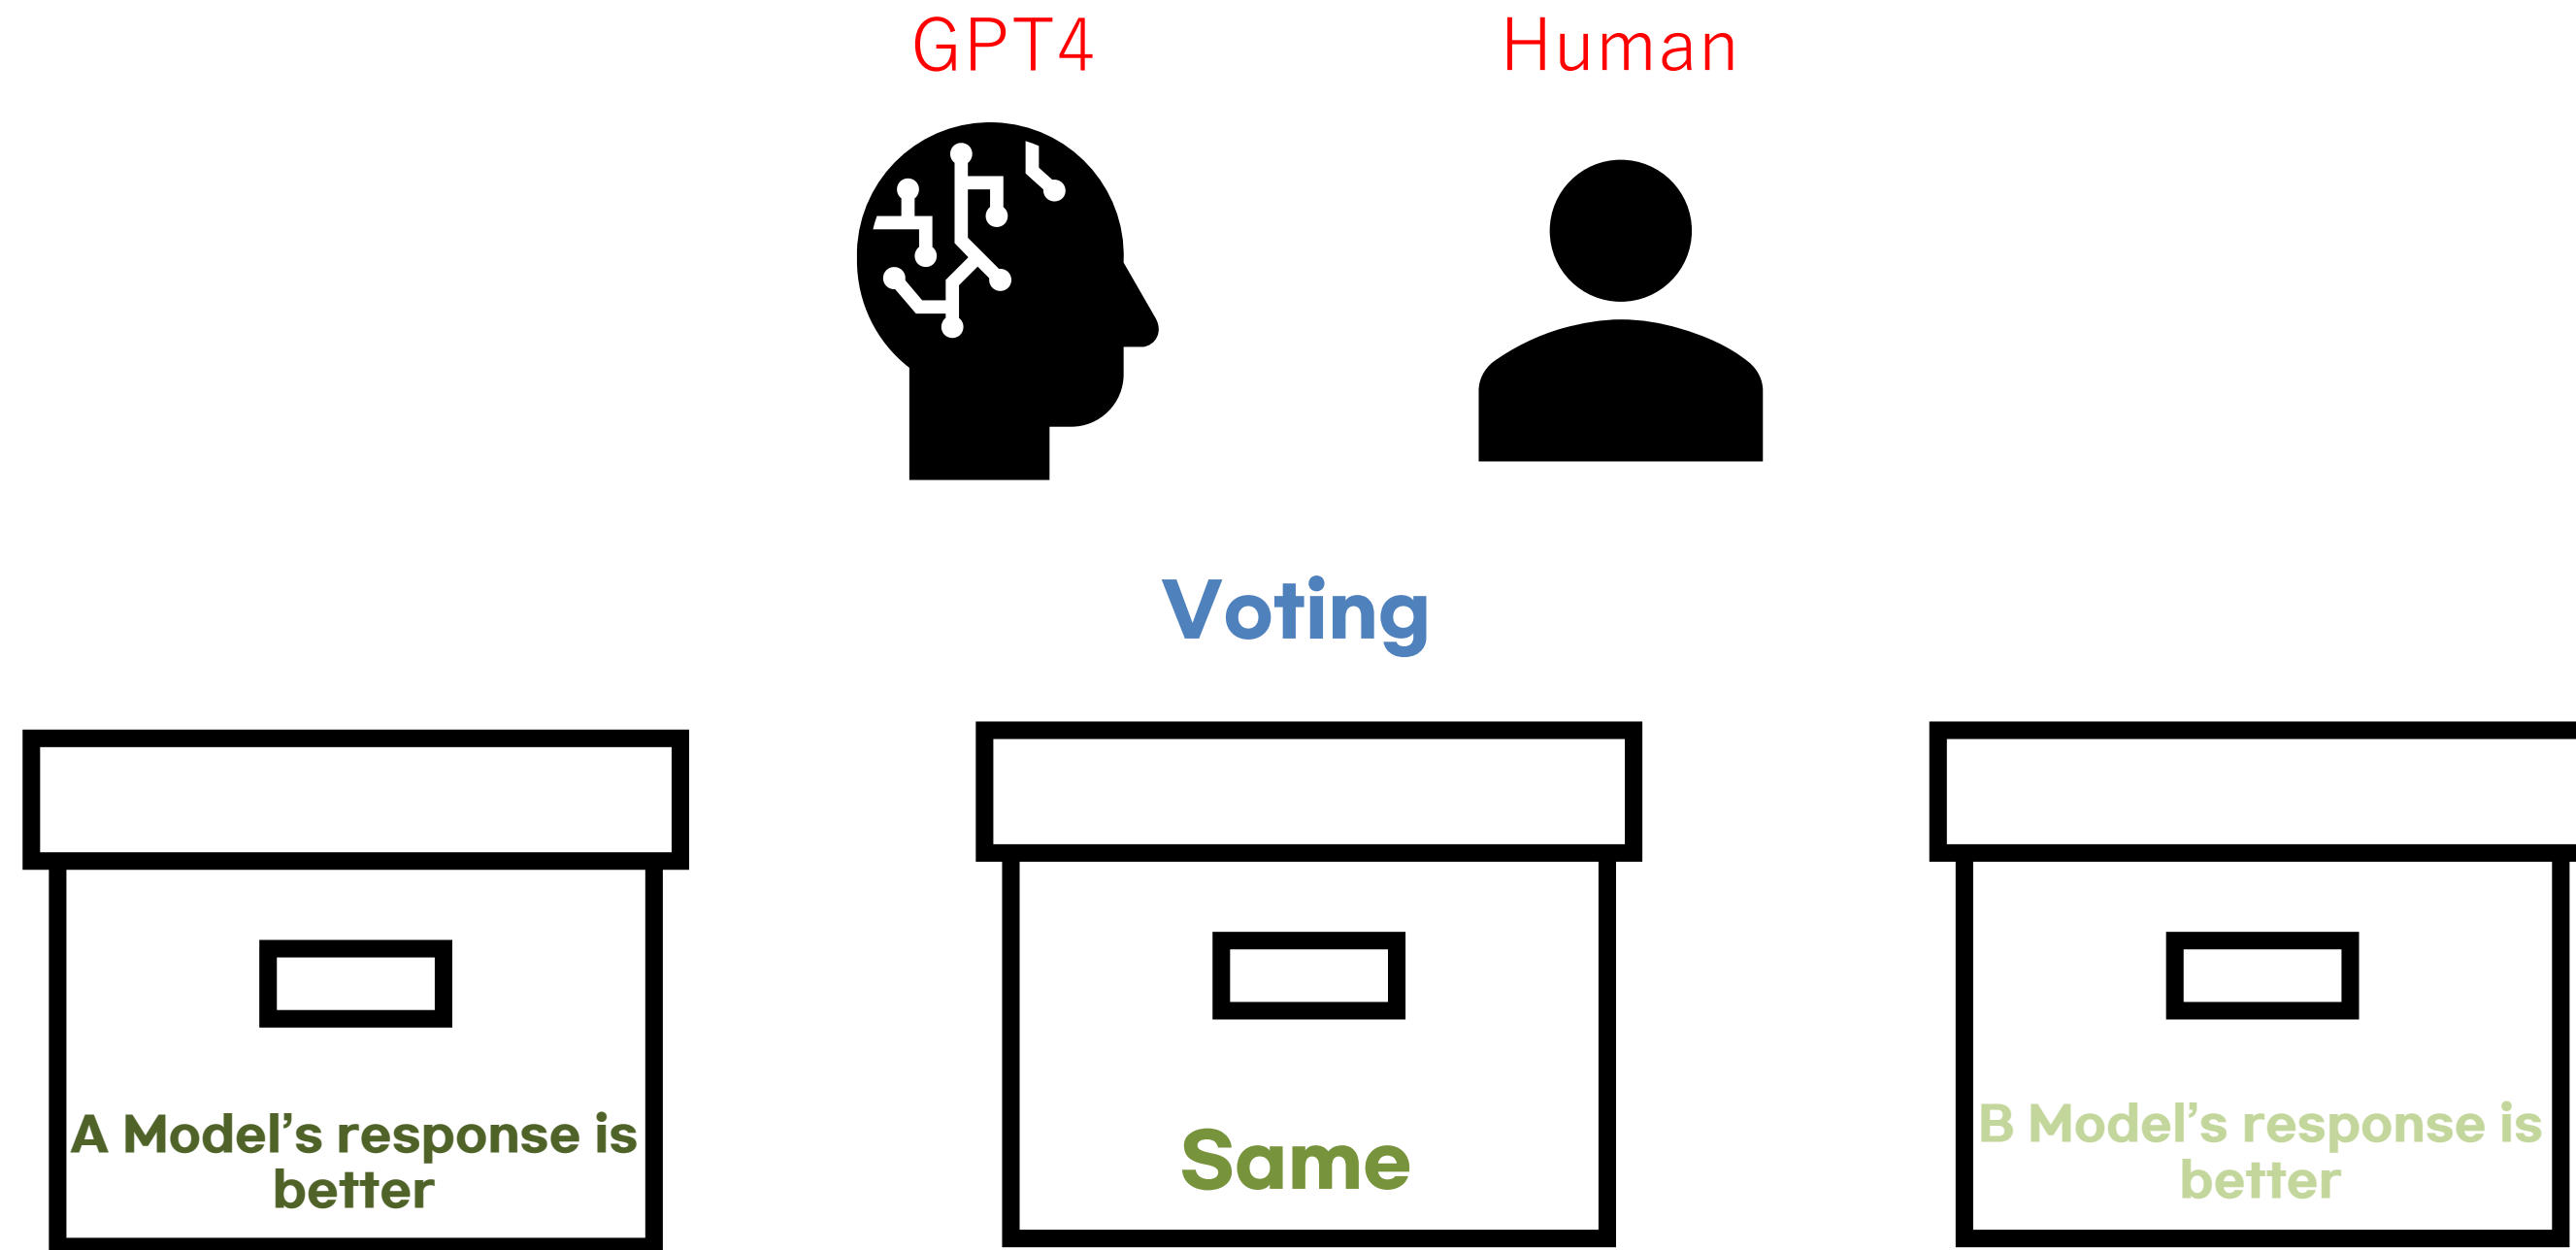 GPT4
Human
Voting
A Model’s response is
better
Same
B Model’s response is
better